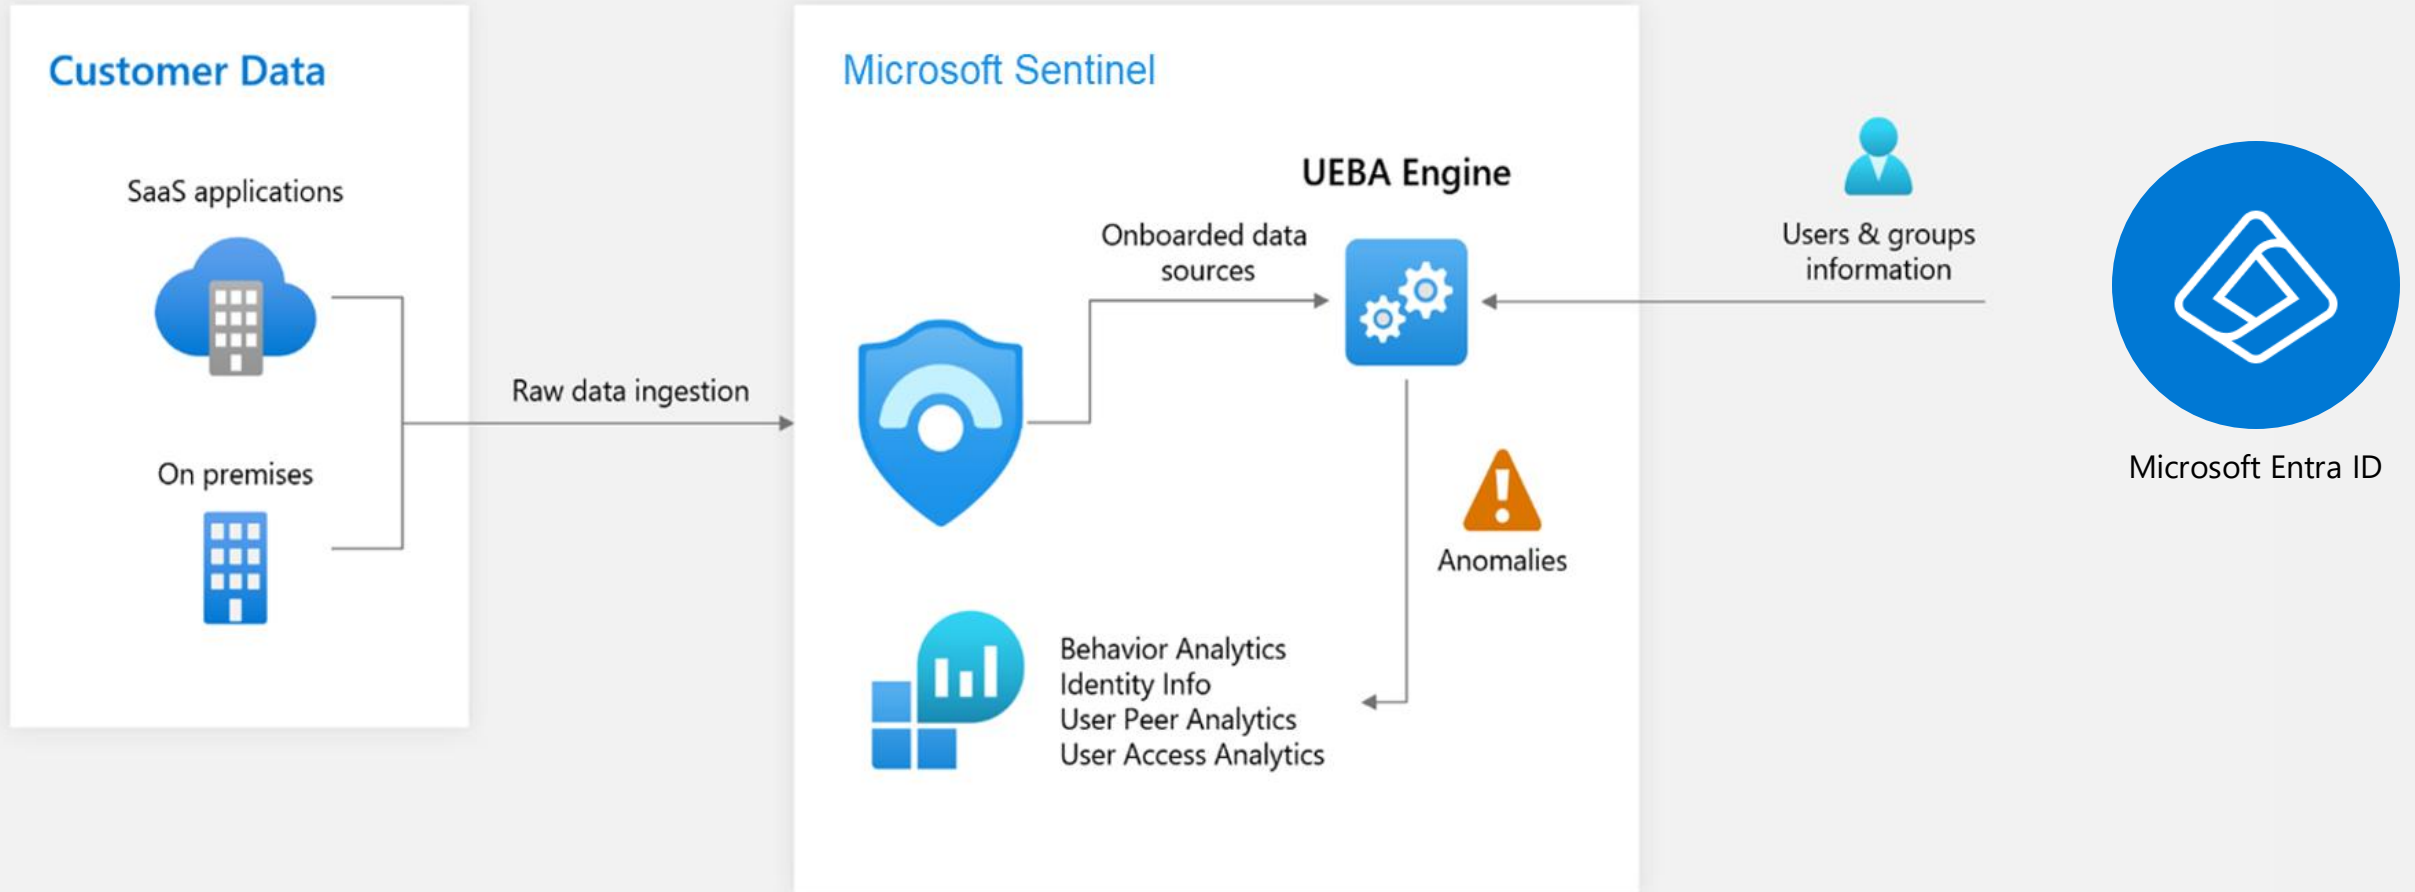 Customer Data
SaaS applications
On premises
Raw data ingestion
Microsoft Sentinel
UEBA Engine
Onboarded data
sources
Anomalies
Behavior Analytics
Identity Info
User Peer Analytics
User Access Analytics
Users & groups
information
Microsoft Entra ID